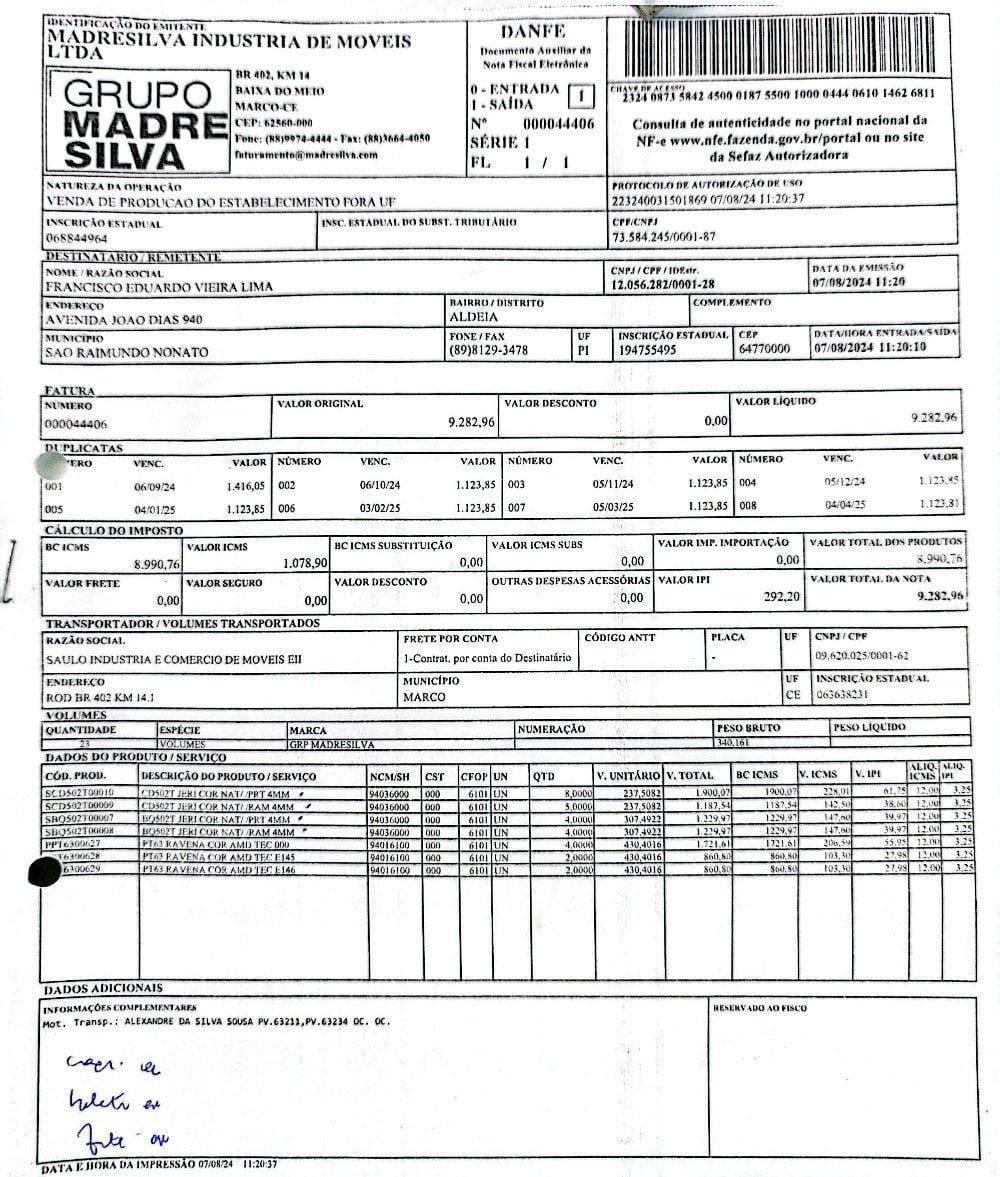 IDENTIFICAÇÃO DO EMITENTE
MADRESILVA INDUSTRIA DE MOVEIS
LTDA
GRUPO
MADRE
SILVA
BR 402, KM 14
BAIXA DO MEIO
MARCO-CE
CEP: 62560-000
Fone: (88)9974-4444 - Fax: (88)3664-4050
faturamento@madresilva.com
DANFE
Documento Auxiliar da
Nota Fiscal Eletrônica
0 - ENTRADA
1 - SAÍDA
1
Nº 000044406
SÉRIE 1
FL 1 / 1
CHAVE DE ACESSO
2324 0873 5842 4500 0187 5500 1000 0444 0610 1462 6811
Consulta de autenticidade no portal nacional da
NF-e www.nfe.fazenda.gov.br/portal ou no site
da Sefaz Autorizadora
NATUREZA DA OPERAÇÃO
VENDA DE PRODUCAO DO ESTABELECIMENTO FORA UF
PROTOCOLO DE AUTORIZAÇÃO DE USO
223240031501869 07/08/24 11:20:37
INSCRIÇÃO ESTADUAL
068844964
INSC. ESTADUAL DO SUBST. TRIBUTÁRIO
CPF/CNPJ
73.584.245/0001-87
DESTINATARIO / REMETENTE
NOME / RAZÃO SOCIAL
FRANCISCO EDUARDO VIEIRA LIMA
CNPJ / CPF / IDEstr.
12.056.282/0001-28
DATA DA EMISSÃO
07/08/2024 11:20
ENDEREÇO
AVENIDA JOAO DIAS 940
BAIRRO / DISTRITO
ALDEIA
COMPLEMENTO
MUNICÍPIO
SAO RAIMUNDO NONATO
FONE / FAX
(89)8129-3478
UF
PI
INSCRIÇÃO ESTADUAL
194755495
CEP
64770000
DATA/HORA ENTRADA/SAÍDA
07/08/2024 11:20:10
FATURA
NUMERO
000044406
VALOR ORIGINAL
9.282,96
VALOR DESCONTO
0,00
VALOR LÍQUIDO
9.282,96
DUPLICATAS
ERO VENC. VALOR NÚMERO VENC. VALOR NÚMERO VENC. VALOR NÚMERO VENC. VALOR
001 06/09/24 1.416,05 002 06/10/24 1.123,85 003 05/11/24 1.123,85 004 05/12/24 1.123,85
005 04/01/25 1.123,85 006 03/02/25 1.123,85 007 05/03/25 1.123,85 008 04/04/25 1.123,81
CÁLCULO DO IMPOSTO
BC ICMS
8.990,76
VALOR ICMS
1.078,90
BC ICMS SUBSTITUIÇÃO
0,00
VALOR ICMS SUBS
0,00
VALOR IMP. IMPORTAÇÃO
0,00
VALOR TOTAL DOS PRODUTOS
8.990,76
VALOR FRETE
0,00
VALOR SEGURO
0,00
VALOR DESCONTO
0,00
OUTRAS DESPESAS ACESSÓRIAS
0,00
VALOR IPI
292,20
VALOR TOTAL DA NOTA
9.282,96
TRANSPORTADOR / VOLUMES TRANSPORTADOS
RAZÃO SOCIAL
SAULO INDUSTRIA E COMERCIO DE MOVEIS EII
FRETE POR CONTA
1-Contrat. por conta do Destinatário
CÓDIGO ANTT
PLACA
-
UF
CNPJ / CPF
09.620.025/0001-62
ENDEREÇO
ROD BR 402 KM 14.1
MUNICÍPIO
MARCO
UF
CE
INSCRIÇÃO ESTADUAL
063638231
VOLUMES
QUANTIDADE ESPÉCIE MARCA NUMERAÇÃO PESO BRUTO PESO LÍQUIDO
23 VOLUMES GRP MADRESILVA 340,161
DADOS DO PRODUTO / SERVIÇO
CÓD. PROD. DESCRIÇÃO DO PRODUTO / SERVIÇO NCM/SH CST CFOP UN QTD V. UNITÁRIO V. TOTAL BC ICMS V. ICMS V. IPI ALIQ. ICMS ALIQ. IPI
SCD502T00010 CD502T JERI COR NAT/ /PRT 4MM 94036000 000 6101 UN 8,0000 237,5082 1.900,07 1900,07 228,01 61,75 12,00 3,25
SCD502T00009 CD502T JERI COR NAT/ /RAM 4MM 94036000 000 6101 UN 5,0000 237,5082 1.187,54 1187,54 142,50 38,60 12,00 3,25
SBQ502T00007 BQ502T JERI COR NAT/ /PRT 4MM 94036000 000 6101 UN 4,0000 307,4922 1.229,97 1229,97 147,60 39,97 12,00 3,25
SBQ502T00008 BQ502T JERI COR NAT/ /RAM 4MM 94036000 000 6101 UN 4,0000 307,4922 1.229,97 1229,97 147,60 39,97 12,00 3,25
PPT6300627 PT63 RAVENA COR AMD TEC 000 94016100 000 6101 UN 4,0000 430,4016 1.721,61 1721,61 206,59 55,95 12,00 3,25
T6300628 PT63 RAVENA COR AMD TEC E145 94016100 000 6101 UN 2,0000 430,4016 860,80 860,80 103,30 27,98 12,00 3,25
6300629 PT63 RAVENA COR AMD TEC E146 94016100 000 6101 UN 2,0000 430,4016 860,80 860,80 103,30 27,98 12,00 3,25
DADOS ADICIONAIS
INFORMAÇÕES COMPLEMENTARES
Mot. Transp.: ALEXANDRE DA SILVA SOUSA PV.63211,PV.63234 OC. OC.
RESERVADO AO FISCO
DATA E HORA DA IMPRESSÃO 07/08/24 11:20:37